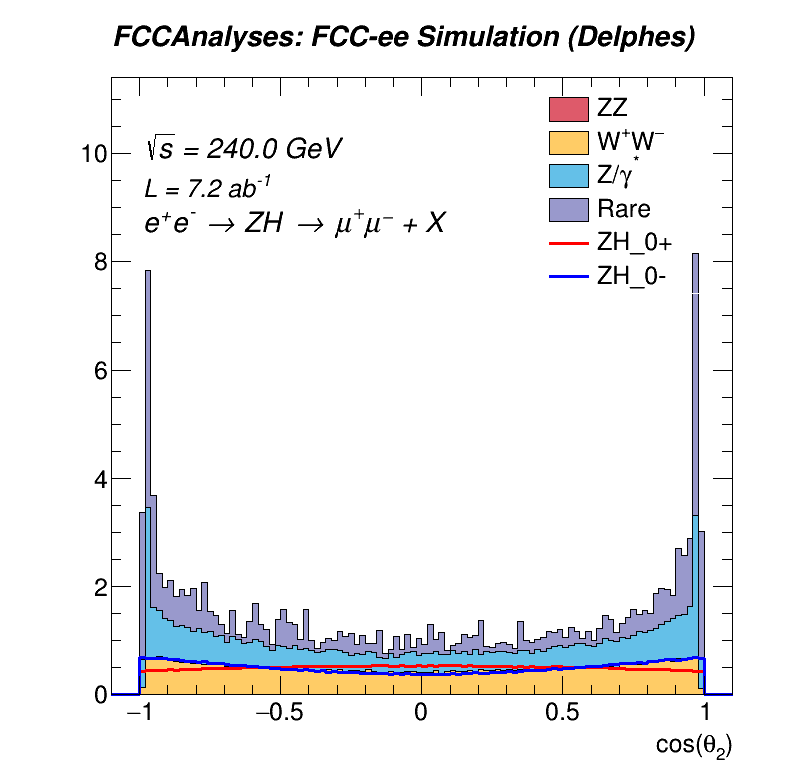 FCCAnalyses: FCC-ee Simulation (Delphes)
√s = 240.0 GeV
L = 7.2 ab⁻¹
e⁺e⁻ → ZH → μ⁺μ⁻ + X
ZZ
W⁺W⁻
Z/γ*
Rare
ZH_0+
ZH_0-
10
8
6
4
2
0
−1 −0.5 0 0.5 1
cos(θ₂)